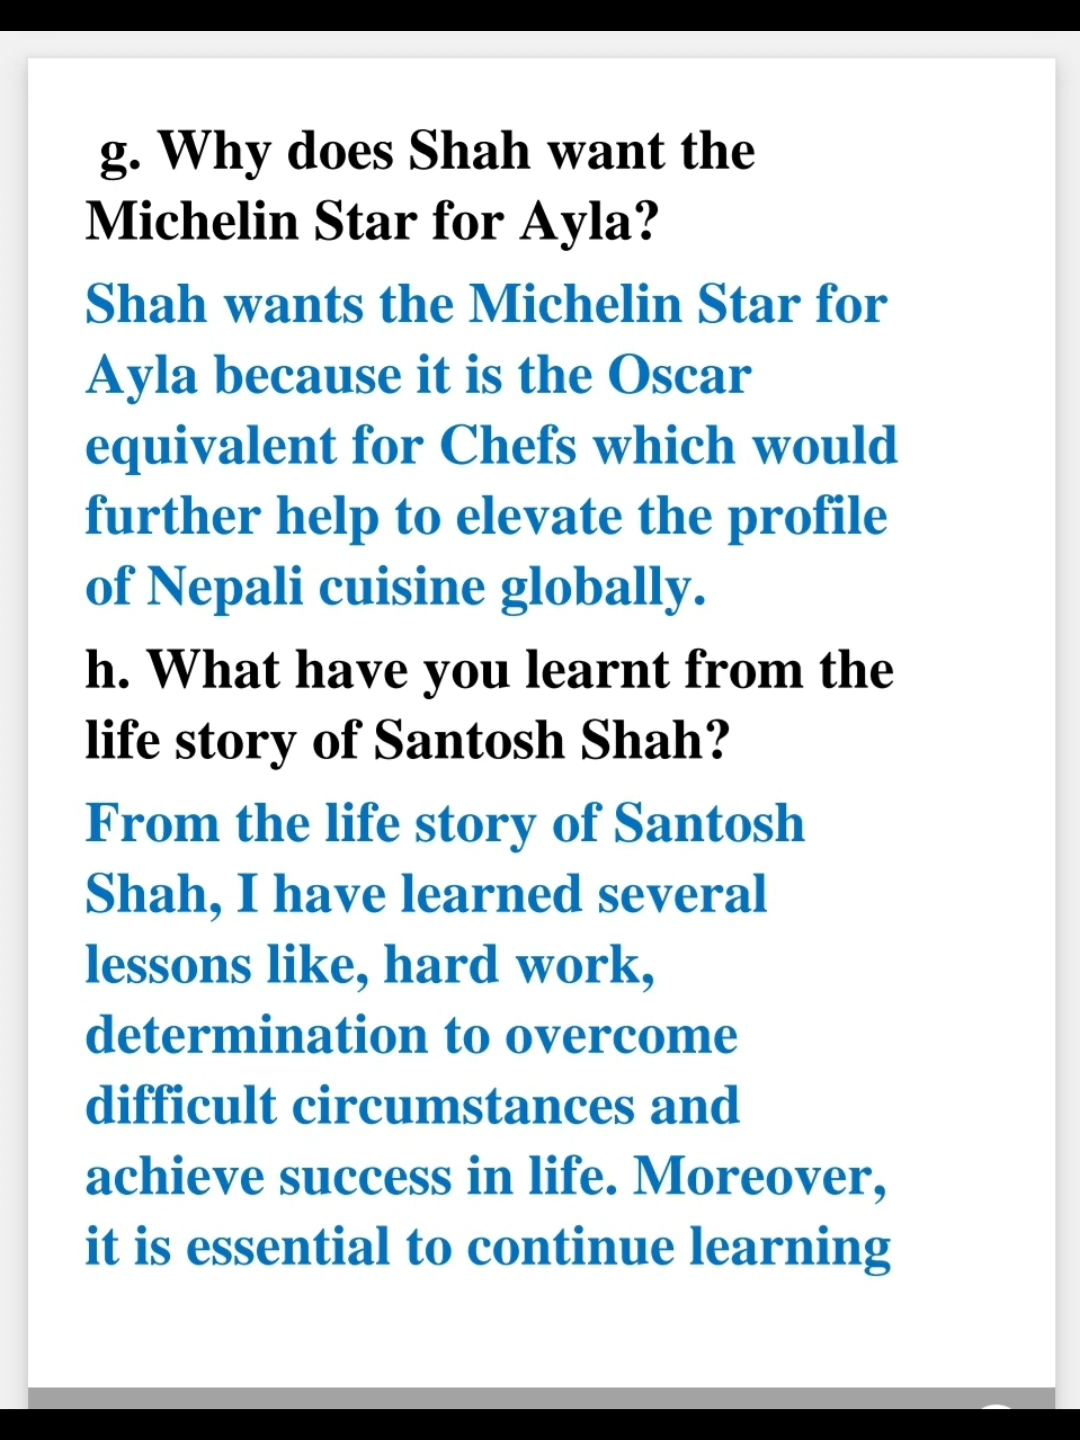 g. Why does Shah want the
Michelin Star for Ayla?
Shah wants the Michelin Star for
Ayla because it is the Oscar
equivalent for Chefs which would
further help to elevate the profile
of Nepali cuisine globally.
h. What have you learnt from the
life story of Santosh Shah?
From the life story of Santosh
Shah, I have learned several
lessons like, hard work,
determination to overcome
difficult circumstances and
achieve success in life. Moreover,
it is essential to continue learning